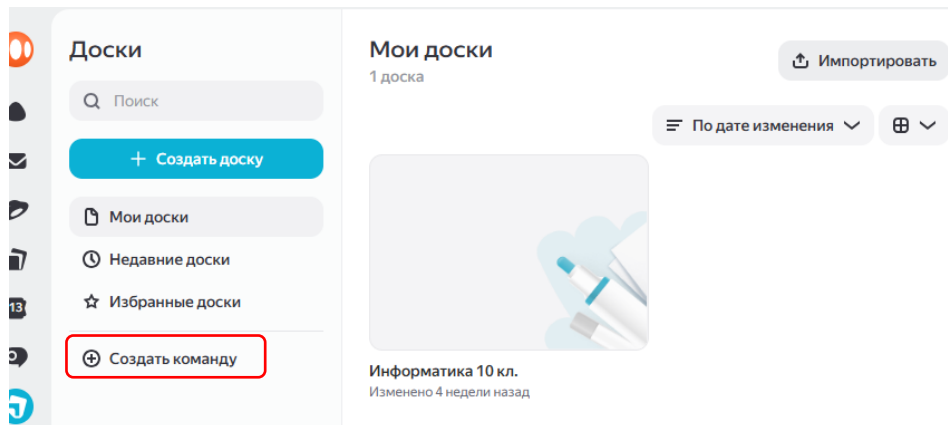 Доски
Поиск
+ Создать доску
Мои доски
Недавние доски
Избранные доски
Создать команду
Мои доски
1 доска
Импортировать
По дате изменения
Информатика 10 кл.
Изменено 4 недели назад
13